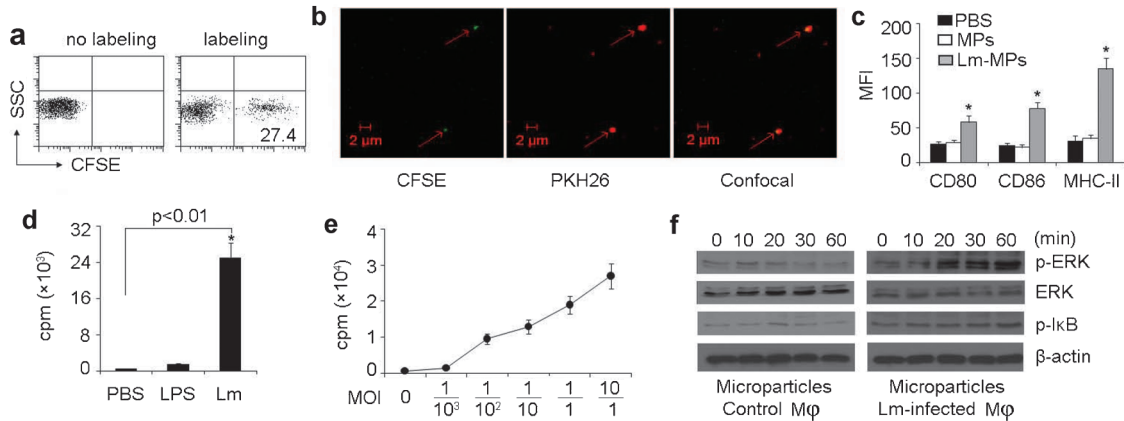 a
no labeling
labeling
SSC
CFSE
27.4
b
2 µm
2 µm
2 µm
CFSE
PKH26
Confocal
c
PBS
MPs
Lm-MPs
MFI
200
150
100
50
0
*
*
*
CD80
CD86
MHC-II
d
p<0.01
*
cpm (×10³)
32
24
16
8
0
PBS
LPS
Lm
e
cpm (×10⁴)
4
3
2
1
0
MOI
0
1/10³
1/10²
1/10
1/1
10/1
f
0 10 20 30 60
0 10 20 30 60
(min)
p-ERK
ERK
p-IκB
β-actin
Microparticles
Control Mφ
Microparticles
Lm-infected Mφ